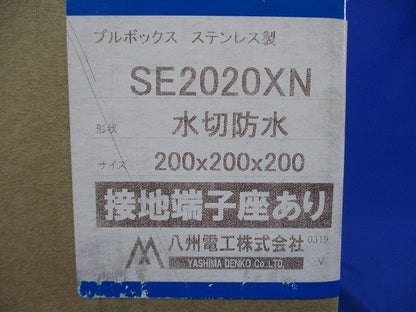 プルボックス ステンレス製
SE2020XN
形状 水切防水
サイズ 200x200x200
接地端子座あり
八州電工株式会社 0319
YASHIMA DENKO Co.LTD. V